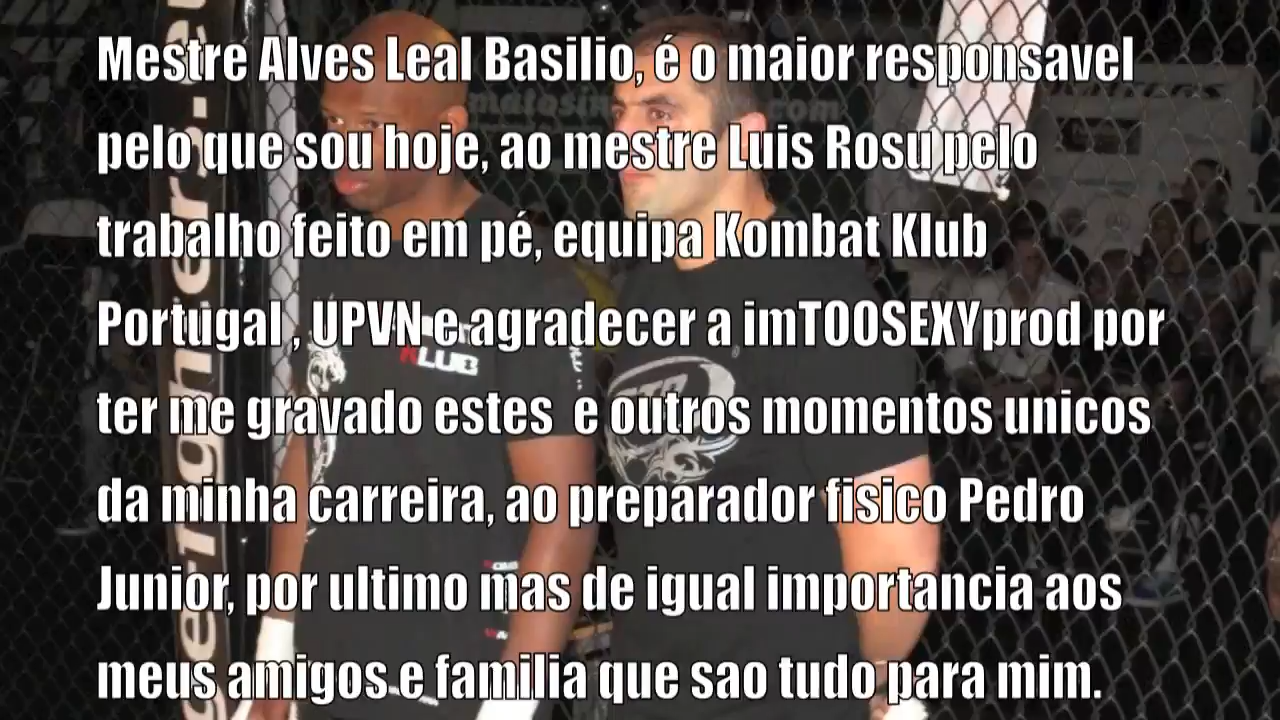 Mestre Alves Leal Basilio, é o maior responsavel
pelo que sou hoje, ao mestre Luis Rosu pelo
trabalho feito em pé, equipa Kombat Klub
Portugal , UPVN e agradecer a imTOOSEXYprod por
ter me gravado estes  e outros momentos unicos
da minha carreira, ao preparador fisico Pedro
Junior, por ultimo mas de igual importancia aos
meus amigos e familia que sao tudo para mim.
KLUB